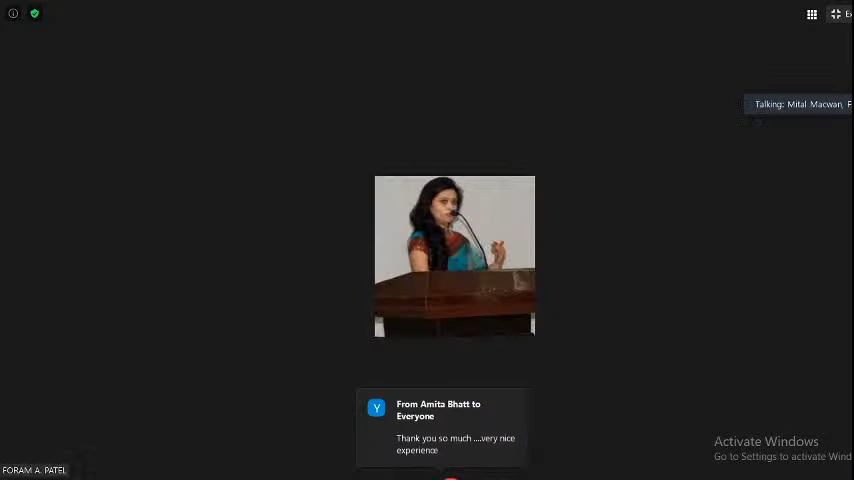 Talking: Mital Macwan,
Y
From Amita Bhatt to
Everyone
Thank you so much ....very nice
experience
Activate Windows
Go to Settings to activate Wind
FORAM A. PATEL